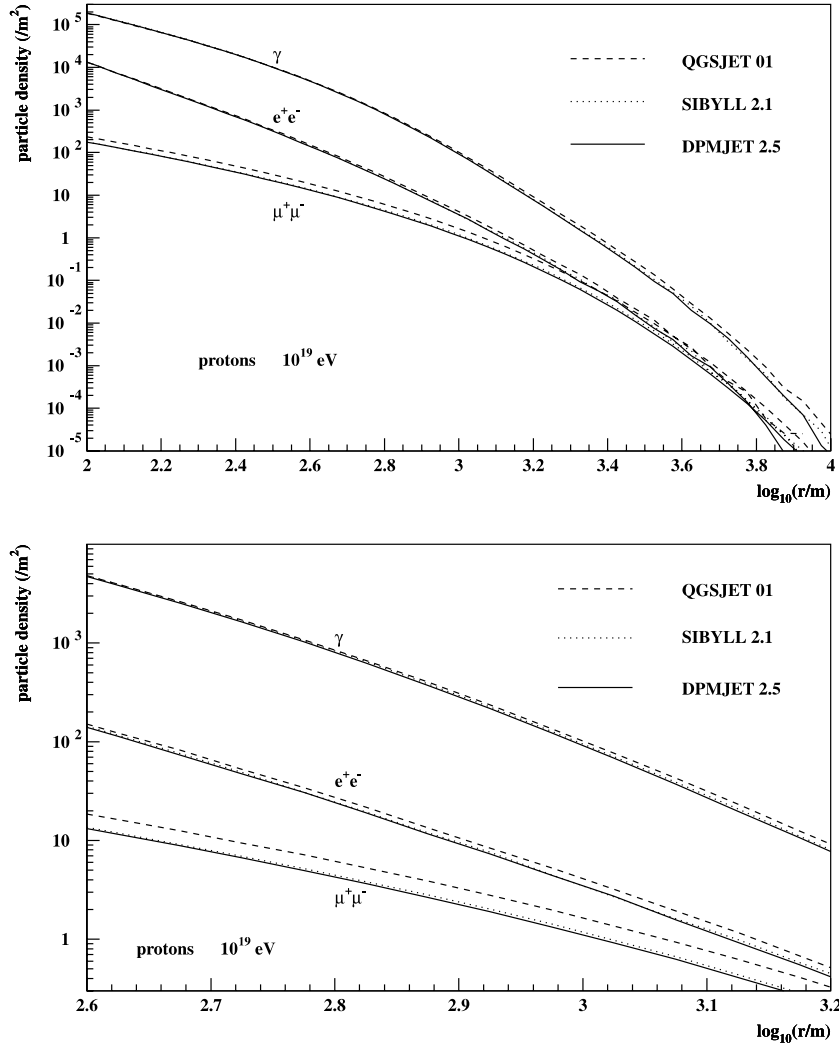 particle density (/m²)
10⁵
10⁴
10³
10²
10
1
10⁻¹
10⁻²
10⁻³
10⁻⁴
10⁻⁵
γ
e⁺e⁻
μ⁺μ⁻
QGSJET 01
SIBYLL 2.1
DPMJET 2.5
protons 10¹⁹ eV
2 2.2 2.4 2.6 2.8 3 3.2 3.4 3.6 3.8 4
log₁₀(r/m)
particle density (/m²)
10³
10²
10
1
γ
e⁺e⁻
μ⁺μ⁻
QGSJET 01
SIBYLL 2.1
DPMJET 2.5
protons 10¹⁹ eV
2.6 2.7 2.8 2.9 3 3.1 3.2
log₁₀(r/m)